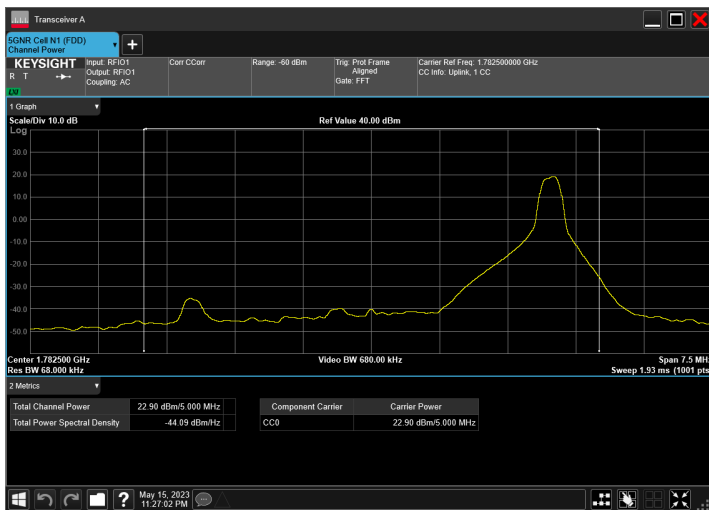 Transceiver A
5GNR Cell N1 (FDD)
Channel Power
+
KEYSIGHT
R T
LXI
Input: RFIO1
Output: RFIO1
Coupling: AC
Corr CCorr
Range: -60 dBm
Trig: Prot Frame
Aligned
Gate: FFT
Carrier Ref Freq: 1.782500000 GHz
CC Info: Uplink, 1 CC
1 Graph
Scale/Div 10.0 dB
Ref Value 40.00 dBm
Log
30.0
20.0
10.0
0.00
-10.0
-20.0
-30.0
-40.0
-50.0
Center 1.782500 GHz
Video BW 680.00 kHz
Span 7.5 MH
Res BW 68.000 kHz
Sweep 1.93 ms (1001 pts
2 Metrics
Total Channel Power 22.90 dBm/5.000 MHz
Total Power Spectral Density -44.09 dBm/Hz
Component Carrier Carrier Power
CC0 22.90 dBm/5.000 MHz
?
May 15, 2023
11:27:02 PM